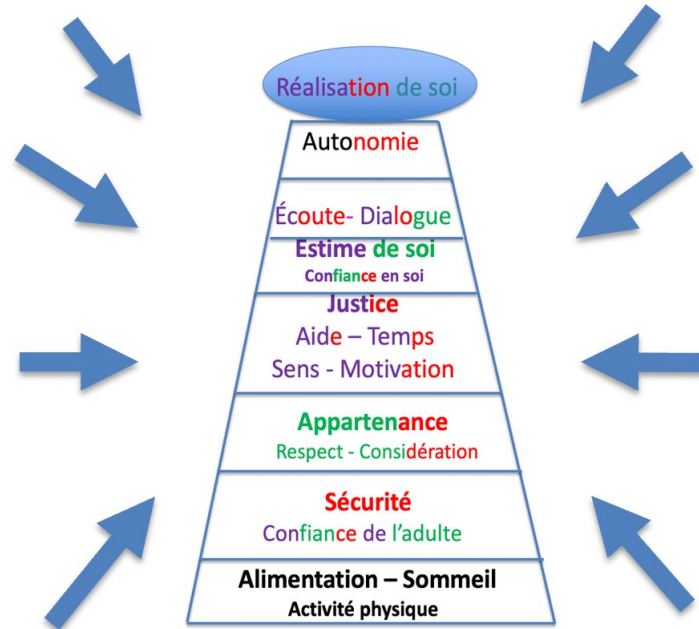 Réalisation de soi
Autonomie
Écoute- Dialogue
Estime de soi
Confiance en soi
Justice
Aide – Temps
Sens - Motivation
Appartenance
Respect - Considération
Sécurité
Confiance de l’adulte
Alimentation – Sommeil
Activité physique